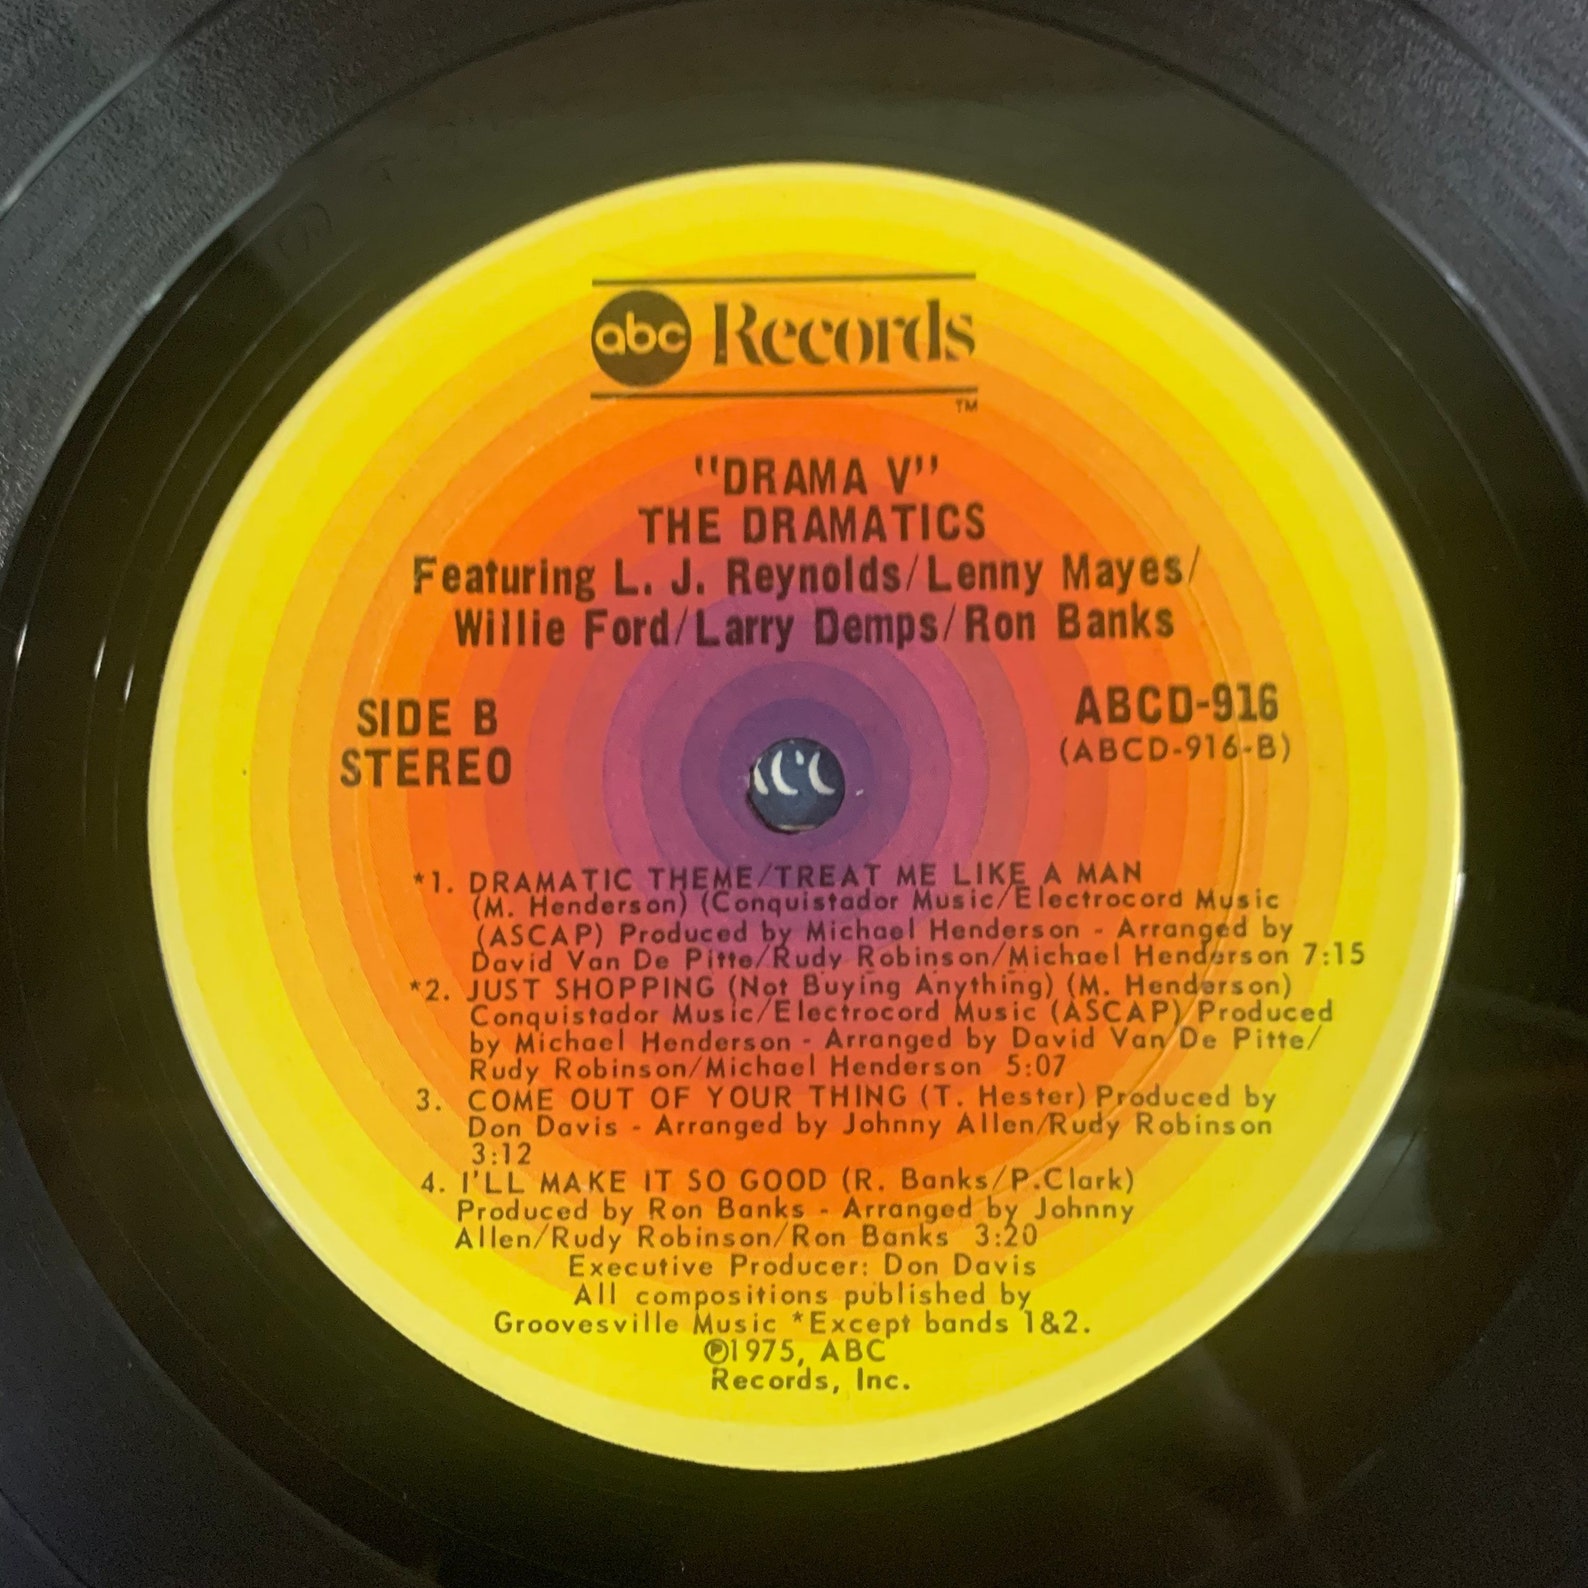 abc Records
TM
"DRAMA V"
THE DRAMATICS
Featuring L. J. Reynolds/Lenny Mayes/
Willie Ford/Larry Demps/Ron Banks
SIDE B
STEREO
ABCD-916
(ABCD-916-B)
*1. DRAMATIC THEME/TREAT ME LIKE A MAN
(M. Henderson) (Conquistador Music/Electrocord Music
(ASCAP) Produced by Michael Henderson - Arranged by
David Van De Pitte/Rudy Robinson/Michael Henderson 7:15
*2. JUST SHOPPING (Not Buying Anything) (M. Henderson)
Conquistador Music/Electrocord Music (ASCAP) Produced
by Michael Henderson - Arranged by David Van De Pitte/
Rudy Robinson/Michael Henderson 5:07
3. COME OUT OF YOUR THING (T. Hester) Produced by
Don Davis - Arranged by Johnny Allen/Rudy Robinson
3:12
4. I'LL MAKE IT SO GOOD (R. Banks/P.Clark)
Produced by Ron Banks - Arranged by Johnny
Allen/Rudy Robinson/Ron Banks 3:20
Executive Producer: Don Davis
All compositions published by
Groovesville Music *Except bands 1&2.
℗1975, ABC
Records, Inc.